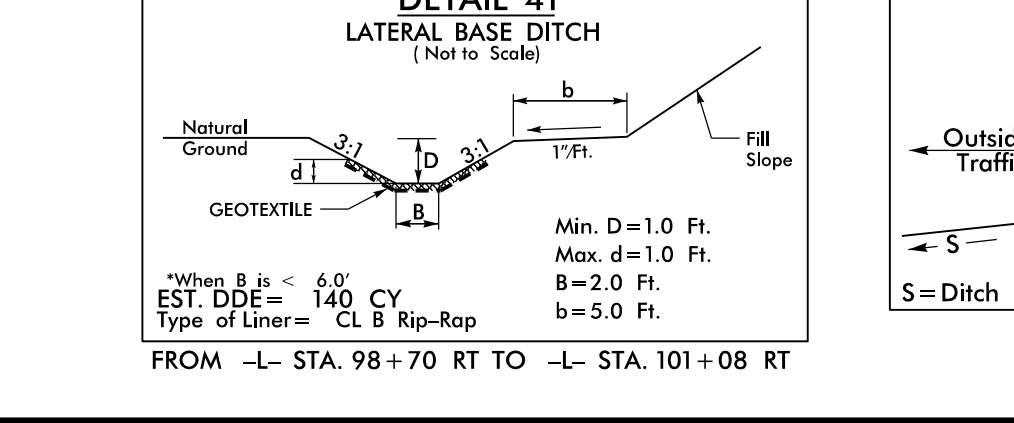 DETAIL 41
LATERAL BASE DITCH
( Not to Scale)
b
Natural
Ground
3:1
D
3:1
1"/Ft.
Fill
Slope
d
GEOTEXTILE
B
Min. D=1.0 Ft.
Max. d=1.0 Ft.
B=2.0 Ft.
b=5.0 Ft.
*When B is < 6.0'
EST. DDE= 140 CY
Type of Liner= CL B Rip-Rap
FROM -L- STA. 98+70 RT TO -L- STA. 101+08 RT
S
S=Ditch